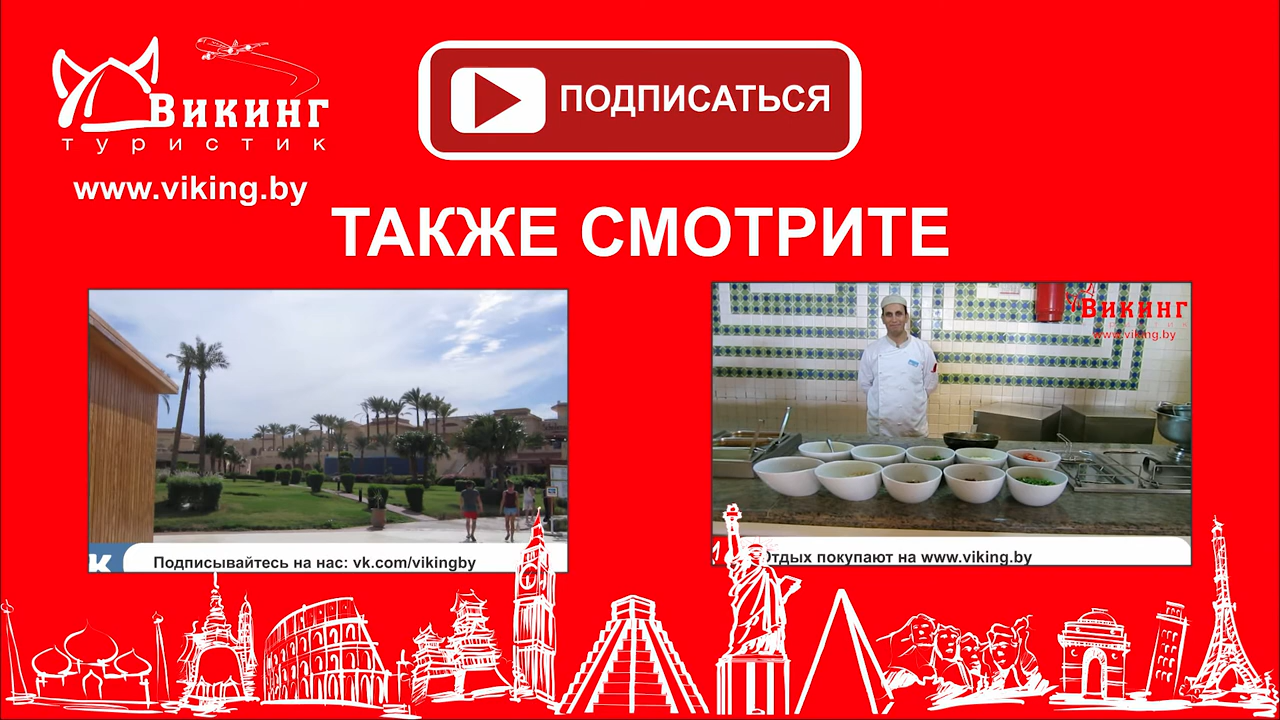 Викинг
туристик
www.viking.by
ПОДПИСАТЬСЯ
ТАКЖЕ СМОТРИТЕ
Подписывайтесь на нас: vk.com/vikingby
Викинг
www.viking.by
Отдых покупают на www.viking.by